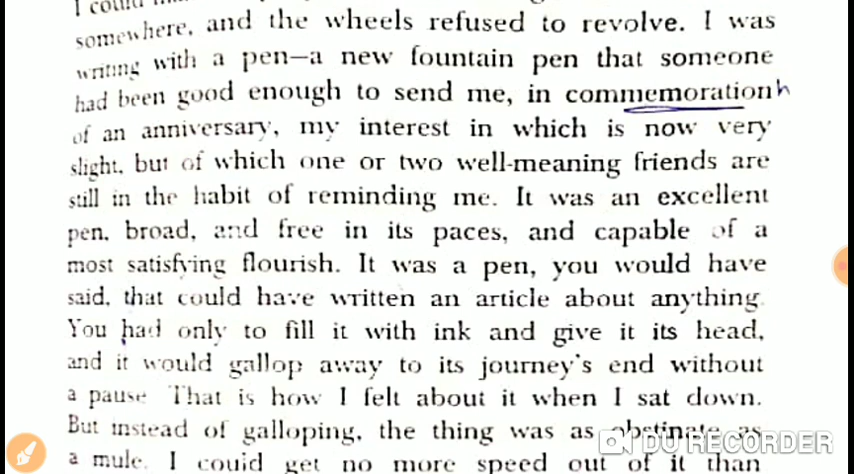 I could
somewhere, and the wheels refused to revolve. I was
writing with a pen—a new fountain pen that someone
had been good enough to send me, in commemoration
of an anniversary, my interest in which is now very
slight, but of which one or two well-meaning friends are
still in the habit of reminding me. It was an excellent
pen, broad, and free in its paces, and capable of a
most satisfying flourish. It was a pen, you would have
said, that could have written an article about anything.
You had only to fill it with ink and give it its head,
and it would gallop away to its journey's end without
a pause That is how I felt about it when I sat down.
But instead of galloping, the thing was as obstinate as
a mule. I could get no more speed out of it than
DU RECORDER